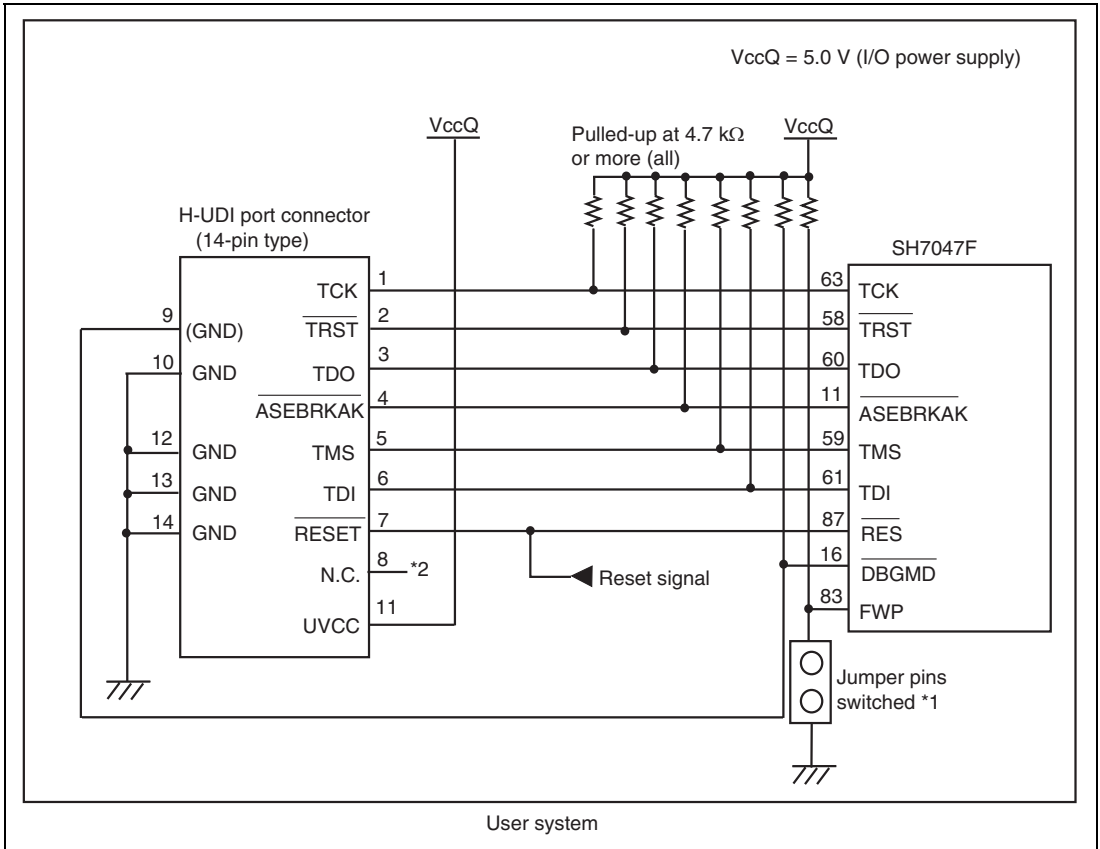 VccQ = 5.0 V (I/O power supply)
VccQ
Pulled-up at 4.7 kΩ
or more (all)
VccQ
H-UDI port connector
(14-pin type)
SH7047F
TCK 1
63 TCK
9 (GND)
TRST 2
58 TRST
10 GND
TDO 3
60 TDO
ASEBRKAK 4
11 ASEBRKAK
12 GND
TMS 5
59 TMS
13 GND
TDI 6
61 TDI
14 GND
RESET 7
87 RES
N.C. 8 *2
Reset signal
16 DBGMD
UVCC 11
83 FWP
Jumper pins
switched *1
User system